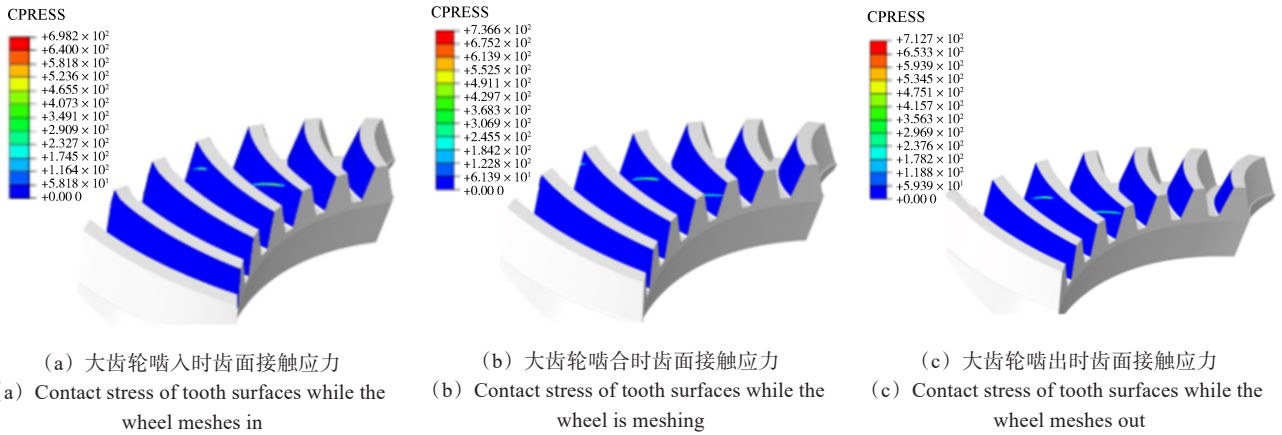 CPRESS
+6.982 × 10²
+6.400 × 10²
+5.818 × 10²
+5.236 × 10²
+4.655 × 10²
+4.073 × 10²
+3.491 × 10²
+2.909 × 10²
+2.327 × 10²
+1.745 × 10²
+1.164 × 10²
+5.818 × 10¹
+0.00 0
（a）大齿轮啮入时齿面接触应力
a）Contact stress of tooth surfaces while the
wheel meshes in
CPRESS
+7.366 × 10²
+6.752 × 10²
+6.139 × 10²
+5.525 × 10²
+4.911 × 10²
+4.297 × 10²
+3.683 × 10²
+2.455 × 10²
+1.842 × 10²
+1.228 × 10²
+6.139 × 10¹
+0.00 0
（b）大齿轮啮合时齿面接触应力
（b）Contact stress of tooth surfaces while the
wheel is meshing
CPRESS
+7.127 × 10²
+6.533 × 10²
+5.939 × 10²
+5.345 × 10²
+4.751 × 10²
+4.157 × 10²
+3.563 × 10²
+2.969 × 10²
+2.376 × 10²
+1.782 × 10²
+1.188 × 10²
+5.939 × 10¹
+0.00 0
（c）大齿轮啮出时齿面接触应力
（c）Contact stress of tooth surfaces while the
wheel meshes out